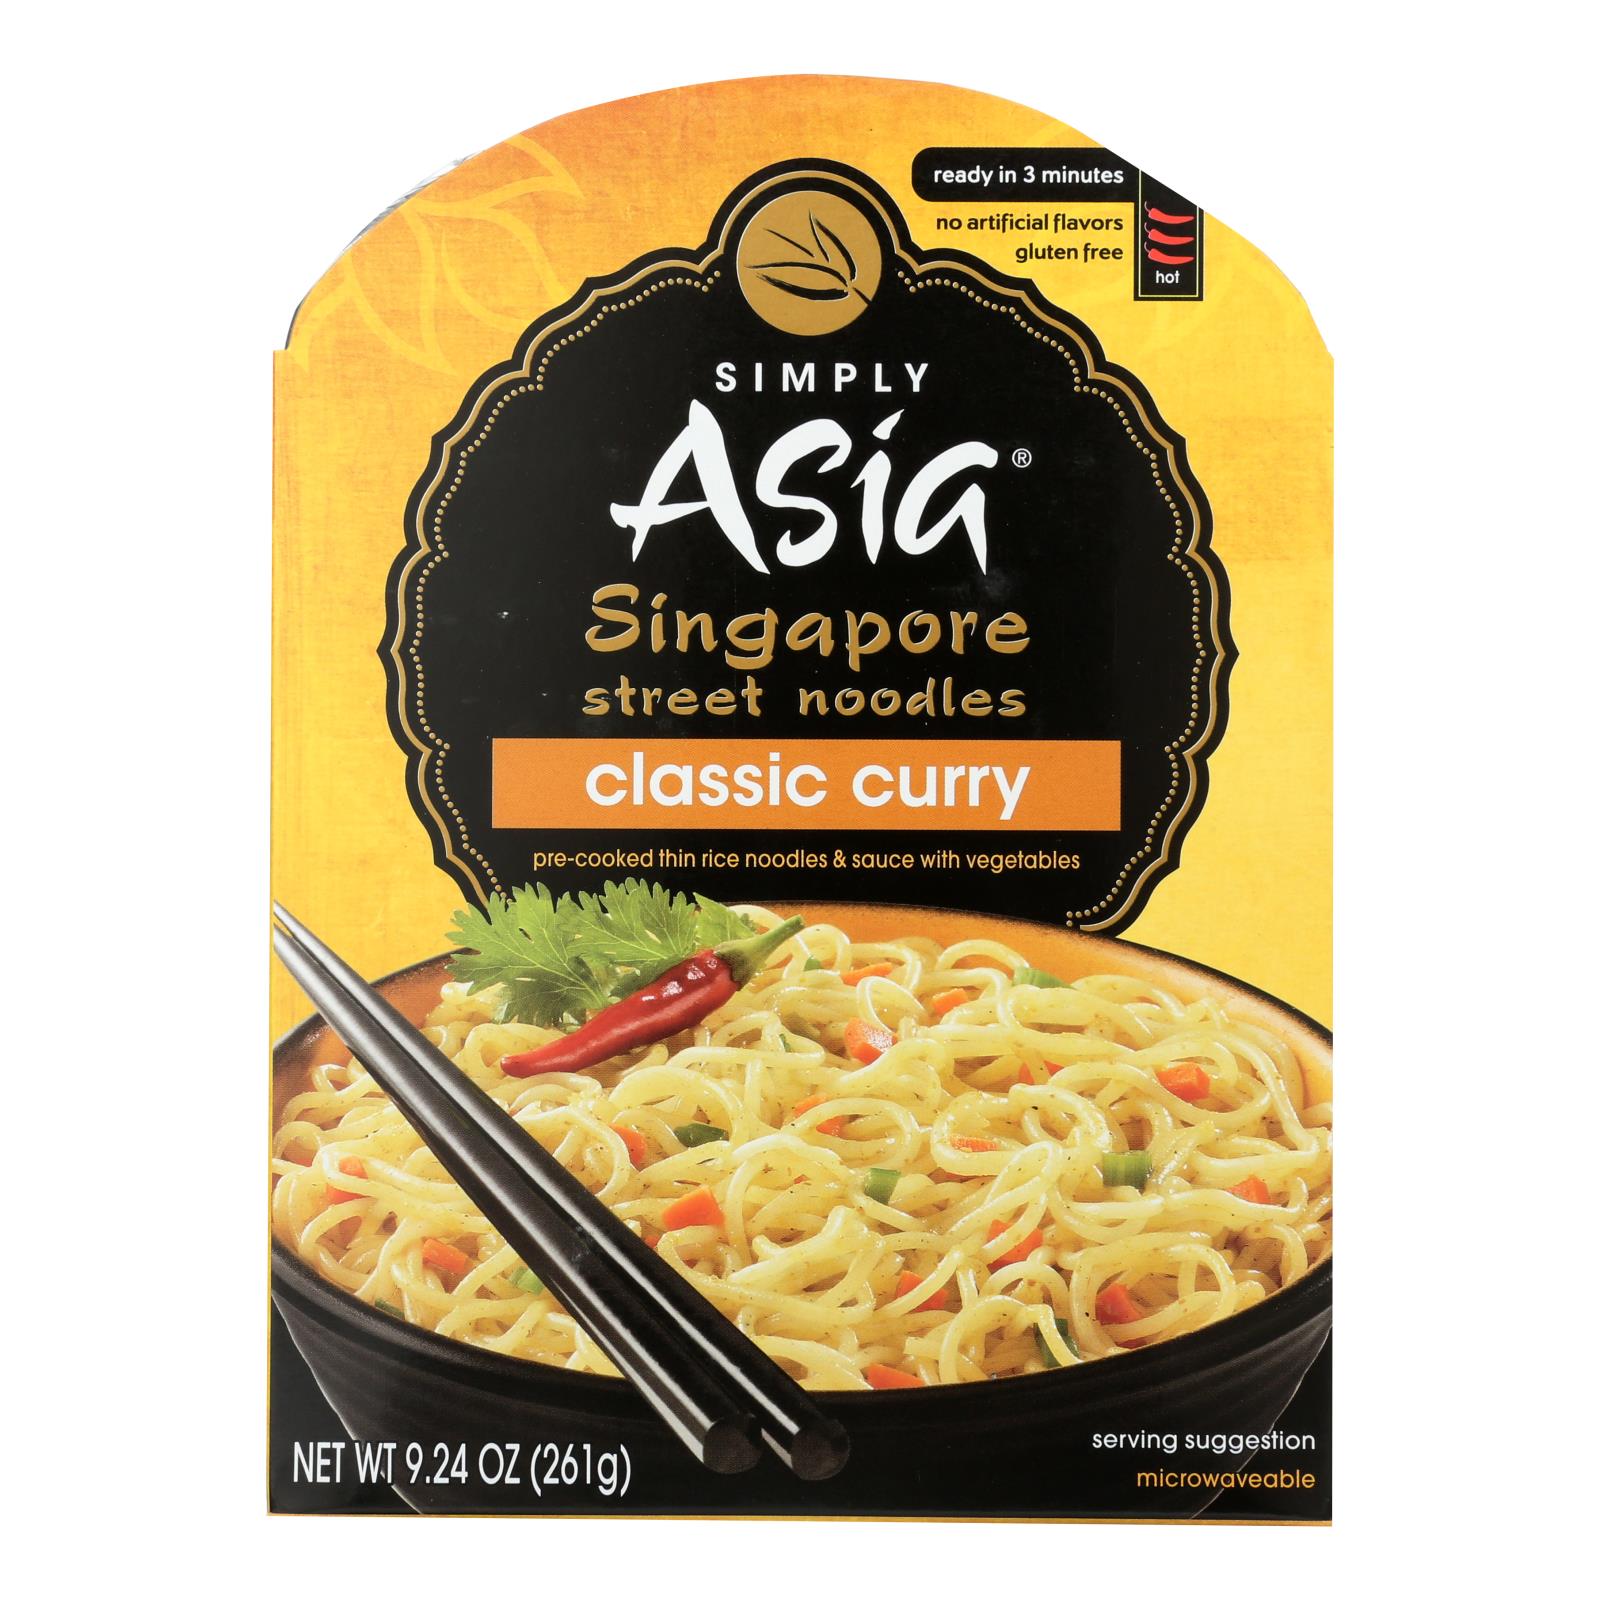 ready in 3 minutes
no artificial flavors
gluten free
hot
SIMPLY
Asia®
Singapore
street noodles
classic curry
pre-cooked thin rice noodles & sauce with vegetables
NET WT 9.24 OZ (261g)
serving suggestion
microwaveable